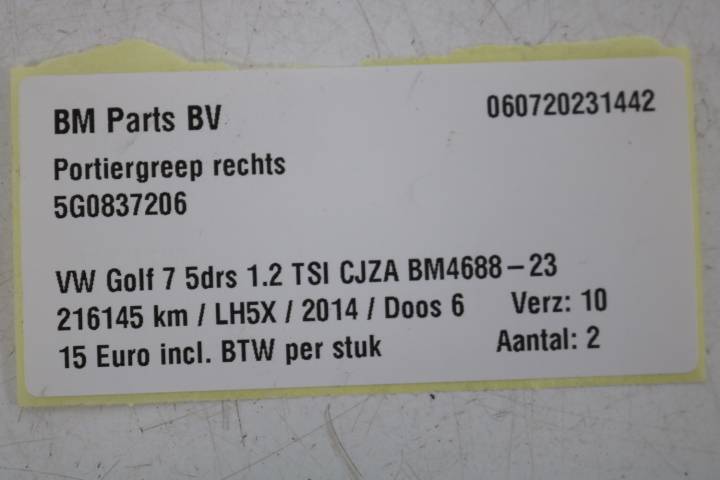 BM Parts BV 060720231442
Portiergreep rechts
5G0837206
VW Golf 7 5drs 1.2 TSI CJZA BM4688-23
216145 km / LH5X / 2014 / Doos 6 Verz: 10
15 Euro incl. BTW per stuk Aantal: 2